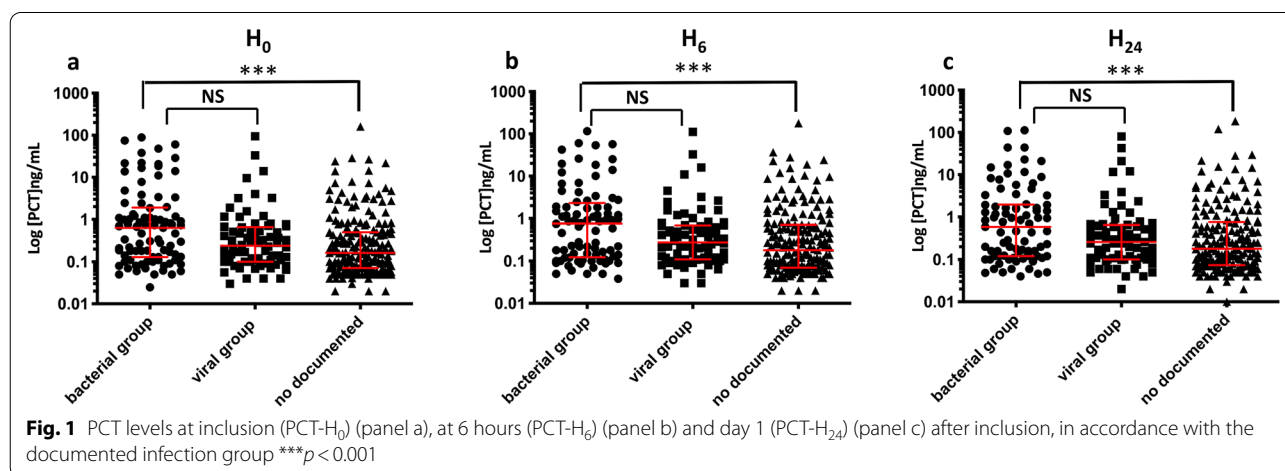 H₀
a
***
NS
Log [PCT]ng/mL
1000
100
10
1
0.1
0.01
bacterial group
viral group
no documented
H₆
b
***
NS
Log [PCT]ng/mL
1000
100
10
1
0.1
0.01
bacterial group
viral group
no documented
H₂₄
c
***
NS
Log [PCT]ng/mL
1000
100
10
1
0.1
0.01
bacterial group
viral group
no documented
Fig. 1 PCT levels at inclusion (PCT-H₀) (panel a), at 6 hours (PCT-H₆) (panel b) and day 1 (PCT-H₂₄) (panel c) after inclusion, in accordance with the
documented infection group ***p < 0.001